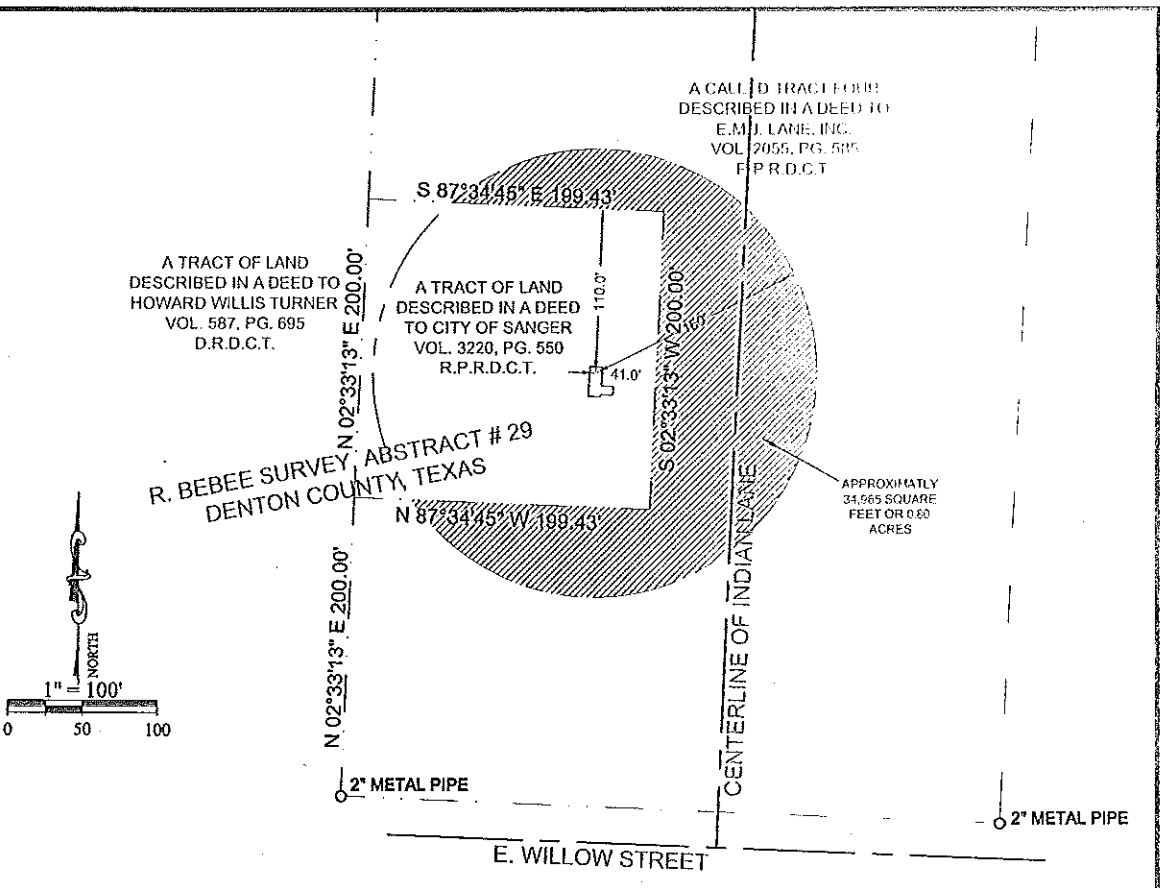 A CALLED TRACT FOUR
DESCRIBED IN A DEED TO
E.M.J. LANE, INC.
VOL. 2055, PG. 585
R.P.R.D.C.T.
S 87°34'45" E 199.43'
A TRACT OF LAND
DESCRIBED IN A DEED TO
HOWARD WILLIS TURNER
VOL. 587, PG. 695
D.R.D.C.T.
N 02°33'13" E 200.00'
A TRACT OF LAND
DESCRIBED IN A DEED
TO CITY OF SANGER
VOL. 3220, PG. 550
R.P.R.D.C.T.
110.0'
41.0'
S 02°33'13" W 200.00'
R. BEBEE SURVEY, ABSTRACT # 29
DENTON COUNTY, TEXAS
APPROXIMATLY
34,965 SQUARE
FEET OR 0.80
ACRES
N 87°34'45" W 199.43'
N 02°33'13" E 200.00'
CENTERLINE OF INDIAN LANE
NORTH
1" = 100'
0 50 100
2" METAL PIPE
2" METAL PIPE
E. WILLOW STREET